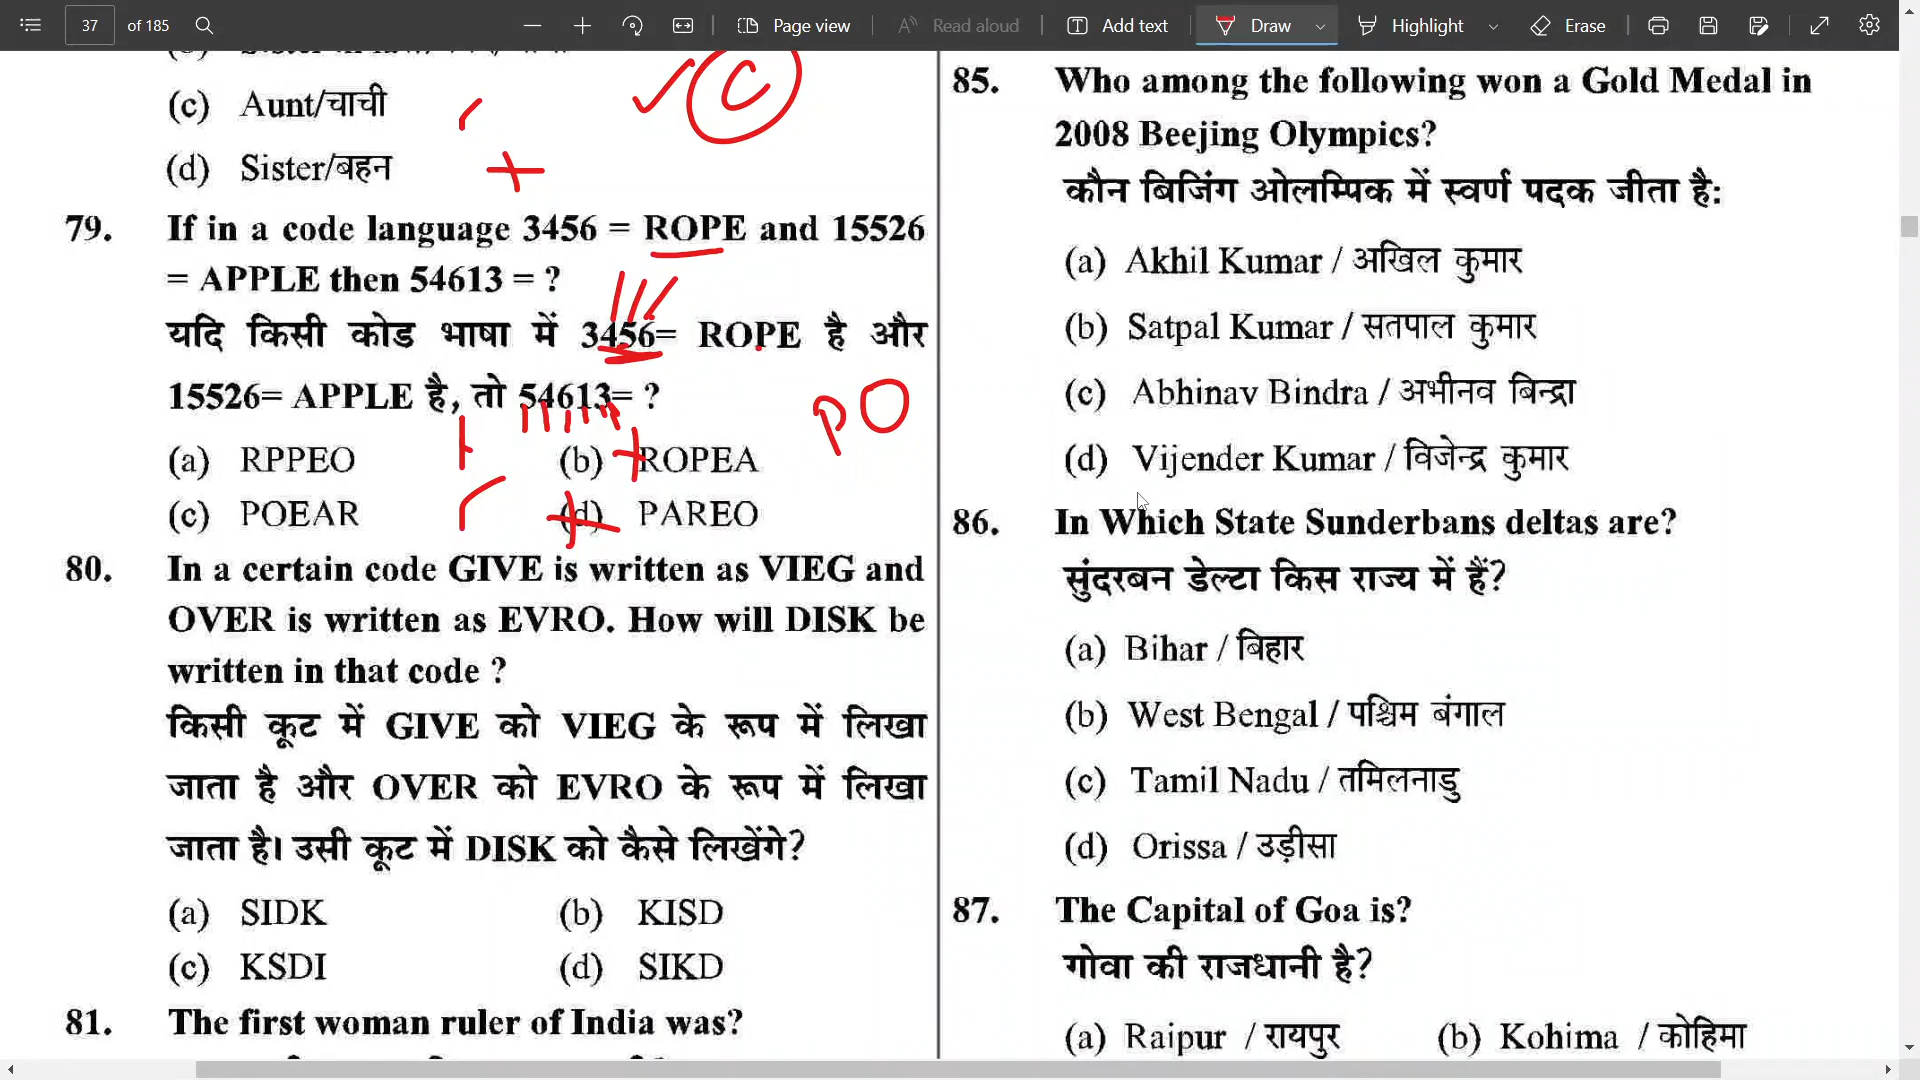 37 of 185 Page view Read aloud Add text Draw Highlight Erase
(c) Aunt/चाची
C
(d) Sister/बहन
79. If in a code language 3456 = ROPE and 15526
= APPLE then 54613 = ?
यदि किसी कोड भाषा में 3456= ROPE है और
15526= APPLE है, तो 54613= ?
PO
(a) RPPEO (b) ROPEA
(c) POEAR (d) PAREO
80. In a certain code GIVE is written as VIEG and
OVER is written as EVRO. How will DISK be
written in that code ?
किसी कूट में GIVE को VIEG के रूप में लिखा
जाता है और OVER को EVRO के रूप में लिखा
जाता है। उसी कूट में DISK को कैसे लिखेंगे?
(a) SIDK (b) KISD
(c) KSDI (d) SIKD
81. The first woman ruler of India was?
85. Who among the following won a Gold Medal in
2008 Beejing Olympics?
कौन बिजिंग ओलम्पिक में स्वर्ण पदक जीता है:
(a) Akhil Kumar / अखिल कुमार
(b) Satpal Kumar / सतपाल कुमार
(c) Abhinav Bindra / अभीनव बिन्द्रा
(d) Vijender Kumar / विजेन्द्र कुमार
86. In Which State Sunderbans deltas are?
सुंदरबन डेल्टा किस राज्य में हैं?
(a) Bihar / बिहार
(b) West Bengal / पश्चिम बंगाल
(c) Tamil Nadu / तमिलनाडु
(d) Orissa / उड़ीसा
87. The Capital of Goa is?
गोवा की राजधानी है?
(a) Raipur / रायपुर (b) Kohima / कोहिमा